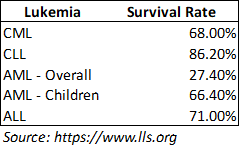 Lukemia Survival Rate
CML 68.00%
CLL 86.20%
AML - Overall 27.40%
AML - Children 66.40%
ALL 71.00%
Source: https://www.lls.org